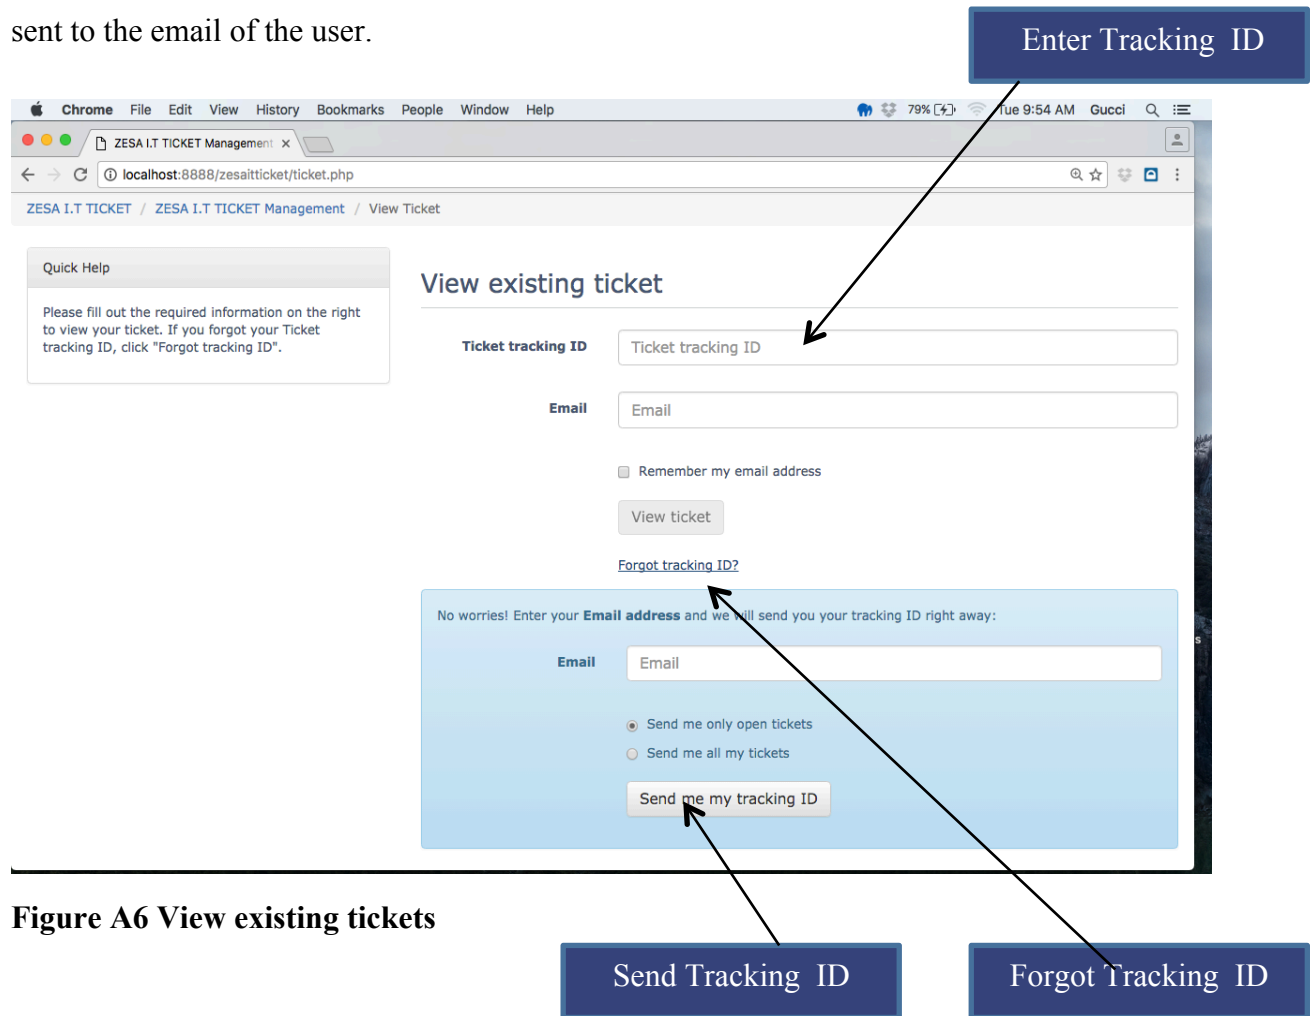 sent to the email of the user.
Enter Tracking ID
Chrome File Edit View History Bookmarks People Window Help 79% Tue 9:54 AM Gucci
ZESA I.T TICKET Management ×
localhost:8888/zesaitticket/ticket.php
ZESA I.T TICKET / ZESA I.T TICKET Management / View Ticket
Quick Help
Please fill out the required information on the right
to view your ticket. If you forgot your Ticket
tracking ID, click "Forgot tracking ID".
View existing ticket
Ticket tracking ID Ticket tracking ID
Email Email
Remember my email address
View ticket
Forgot tracking ID?
No worries! Enter your Email address and we will send you your tracking ID right away:
Email Email
Send me only open tickets
Send me all my tickets
Send me my tracking ID
s
Figure A6 View existing tickets
Send Tracking ID
Forgot Tracking ID